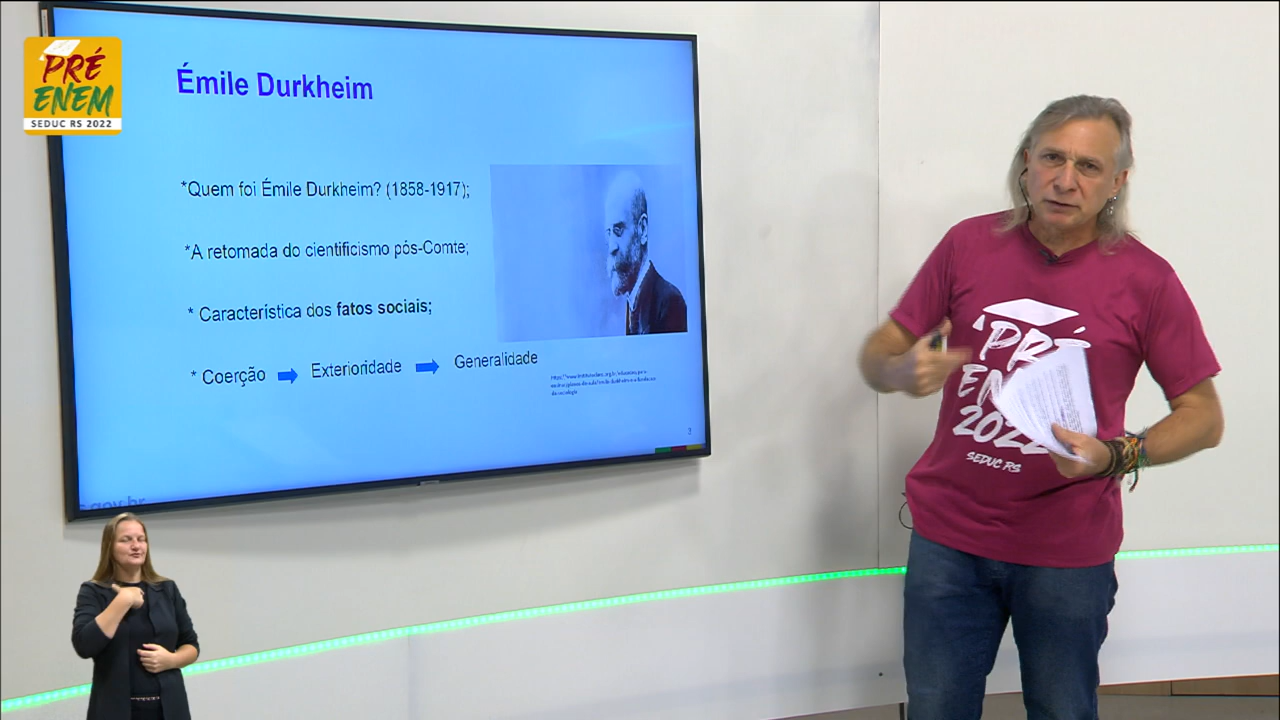 PRÉ
ENEM
SEDUC RS 2022
Émile Durkheim
*Quem foi Émile Durkheim? (1858-1917);
*A retomada do cientificismo pós-Comte;
* Característica dos fatos sociais;
* Coerção Exterioridade Generalidade
2
PRÉ
2022
SEDUC RS